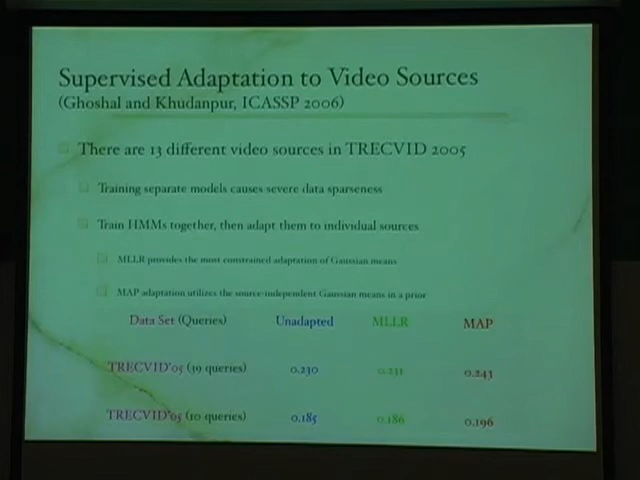 Supervised Adaptation to Video Sources
(Ghoshal and Khudanpur, ICASSP 2006)
There are 13 different video sources in TRECVID 2005
Training separate models causes severe data sparseness
Train HMMs together, then adapt them to individual sources
MLLR provides the most constrained adaptation of Gaussian means
MAP adaptation utilizes the source-independent Gaussian means in a prior
Data Set (Queries) Unadapted MLLR MAP
TRECVID'05 (39 queries) 0.230 0.231 0.243
TRECVID'05 (10 queries) 0.185 0.186 0.196